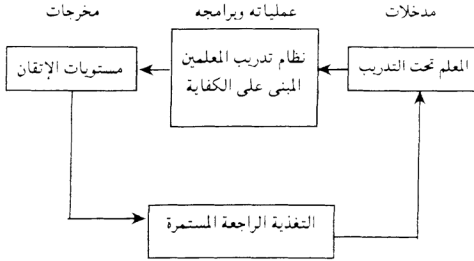 مدخلات
عملياته وبرامجه
مخرجات
المعلم تحت التدريب
نظام تدريب المعلمين
المبنى على الكفاية
مستويات الإتقان
التغذية الراجعة المستمرة